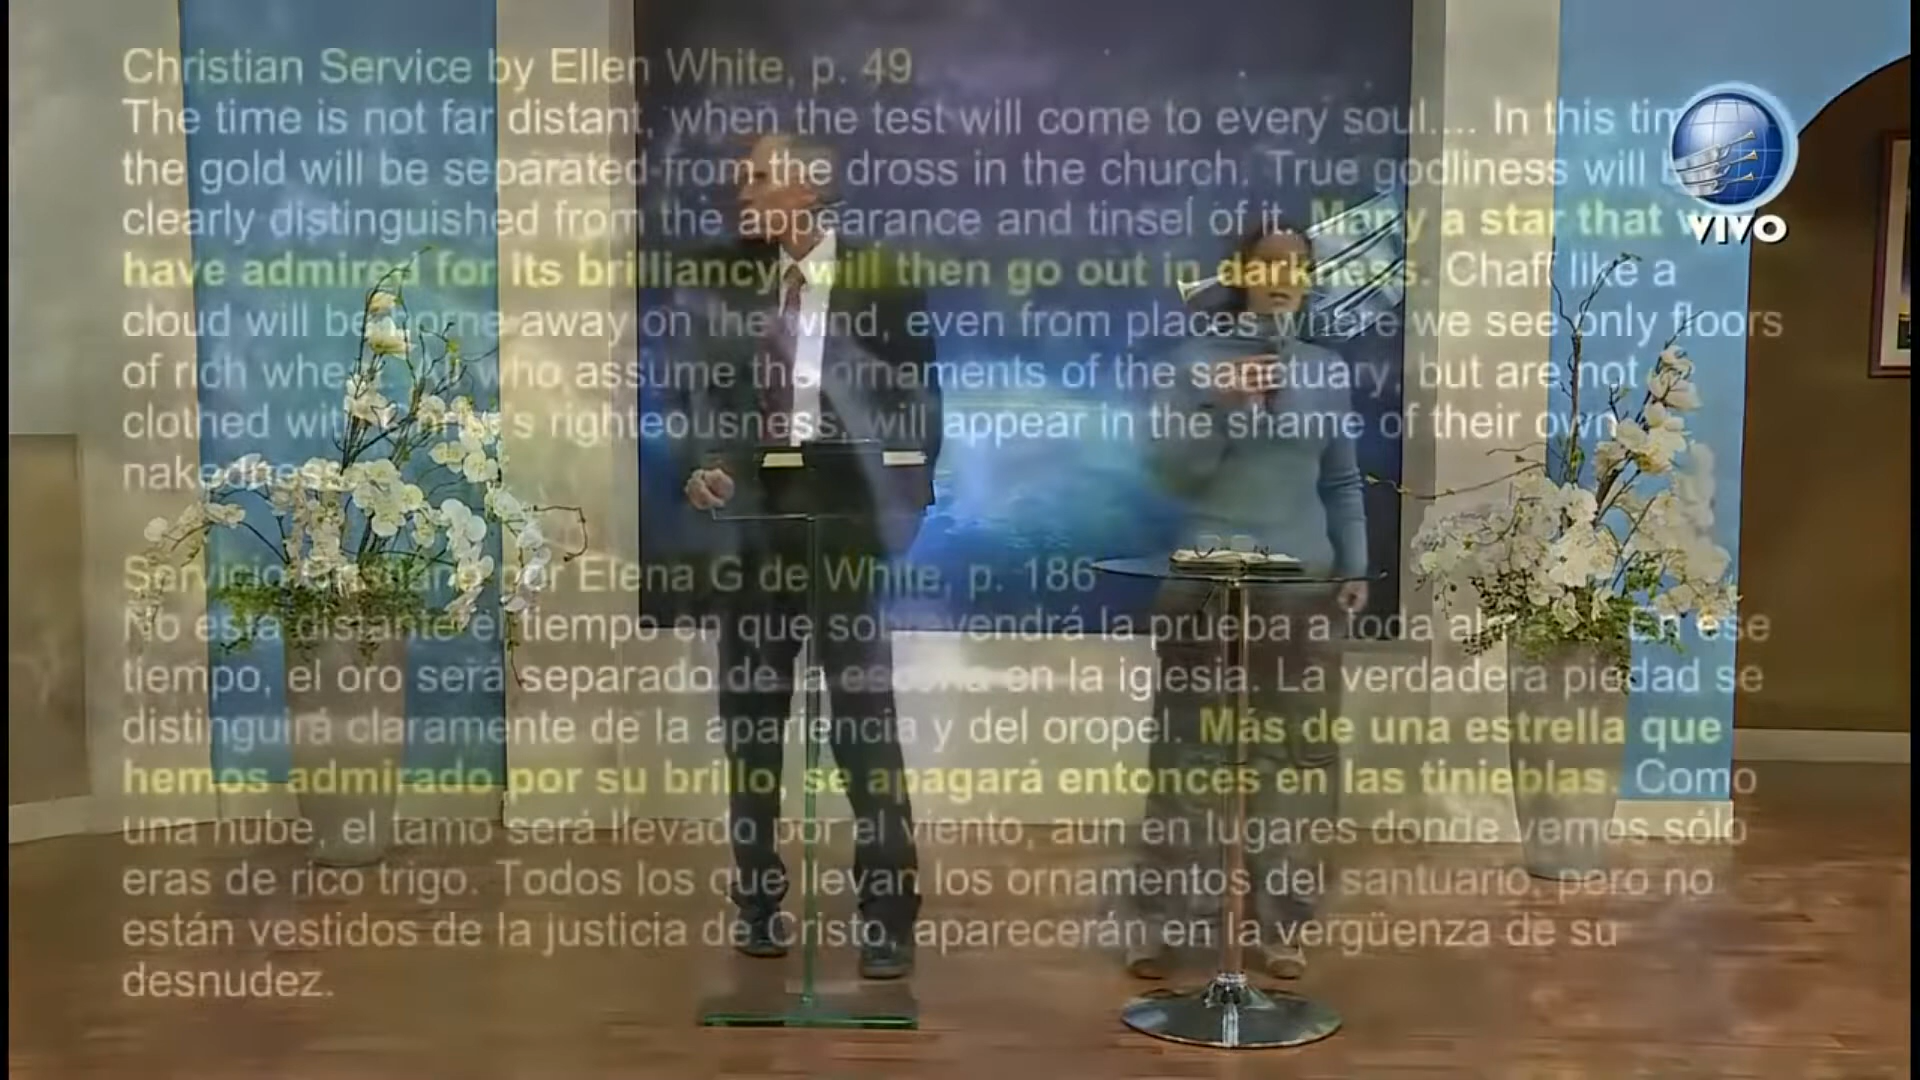 Christian Service by Ellen White, p. 49
The time is not far distant, when the test will come to every soul.... In this
the gold will be separated from the dross in the church. True godliness will
clearly distinguished from the appearance and tinsel of it. Many a star that
have admired for its brilliancy, will then go out in darkness. Chaff like a
cloud will be borne away on the wind, even from places where we see only floors
of rich wheat. All who assume the ornaments of the sanctuary, but are not
clothed with Christ's righteousness, will appear in the shame of their own
nakedness.
Servicio Cristiano por Elena G de White, p. 186
No está distante el tiempo en que sobrevendrá la prueba a toda alma. En ese
tiempo, el oro será separado de la escoria en la iglesia. La verdadera piedad se
distinguirá claramente de la apariencia y del oropel. Más de una estrella que
hemos admirado por su brillo, se apagará entonces en las tinieblas. Como
una nube, el tamo será llevado por el viento, aun en lugares donde vemos sólo
eras de rico trigo. Todos los que llevan los ornamentos del santuario, pero no
están vestidos de la justicia de Cristo, aparecerán en la vergüenza de su
desnudez.
VIVO